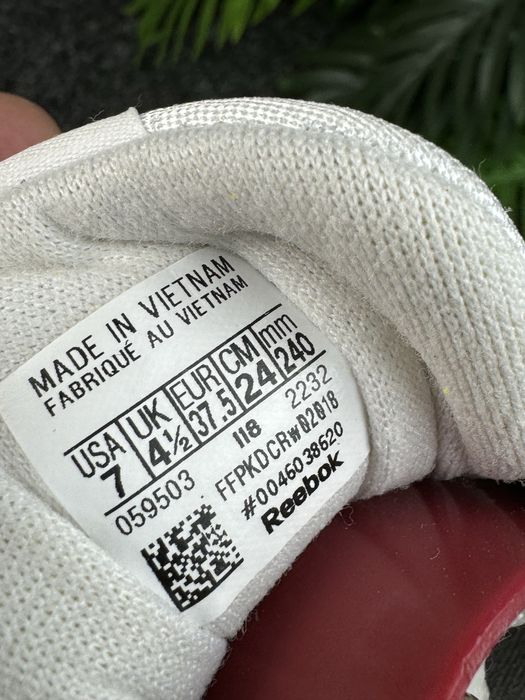 MADE IN VIETNAM
FABRIQUÉ AU VIETNAM
USA UK EUR CM mm
7 4½ 37.5 24 240
059503 118 2232
FFPKDCR#02018
#0046038620
Reebok